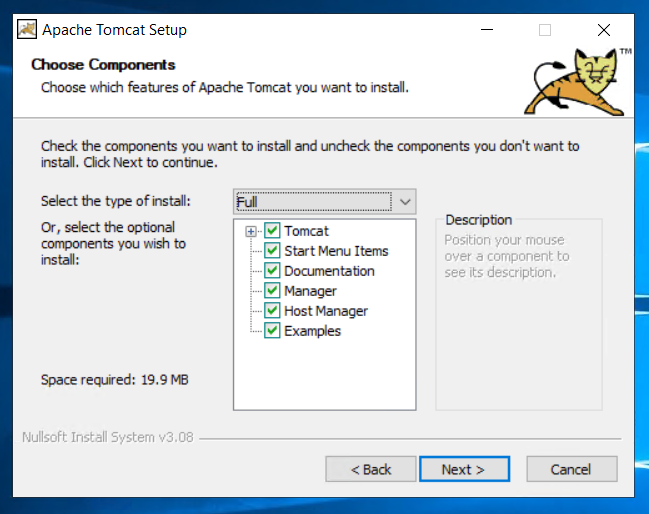 Apache Tomcat Setup
Choose Components
Choose which features of Apache Tomcat you want to install.
TM
Check the components you want to install and uncheck the components you don't want to
install. Click Next to continue.
Select the type of install:
Full
Or, select the optional
components you wish to
install:
Tomcat
Start Menu Items
Documentation
Manager
Host Manager
Examples
Description
Position your mouse
over a component to
see its description.
Space required: 19.9 MB
Nullsoft Install System v3.08
< Back
Next >
Cancel